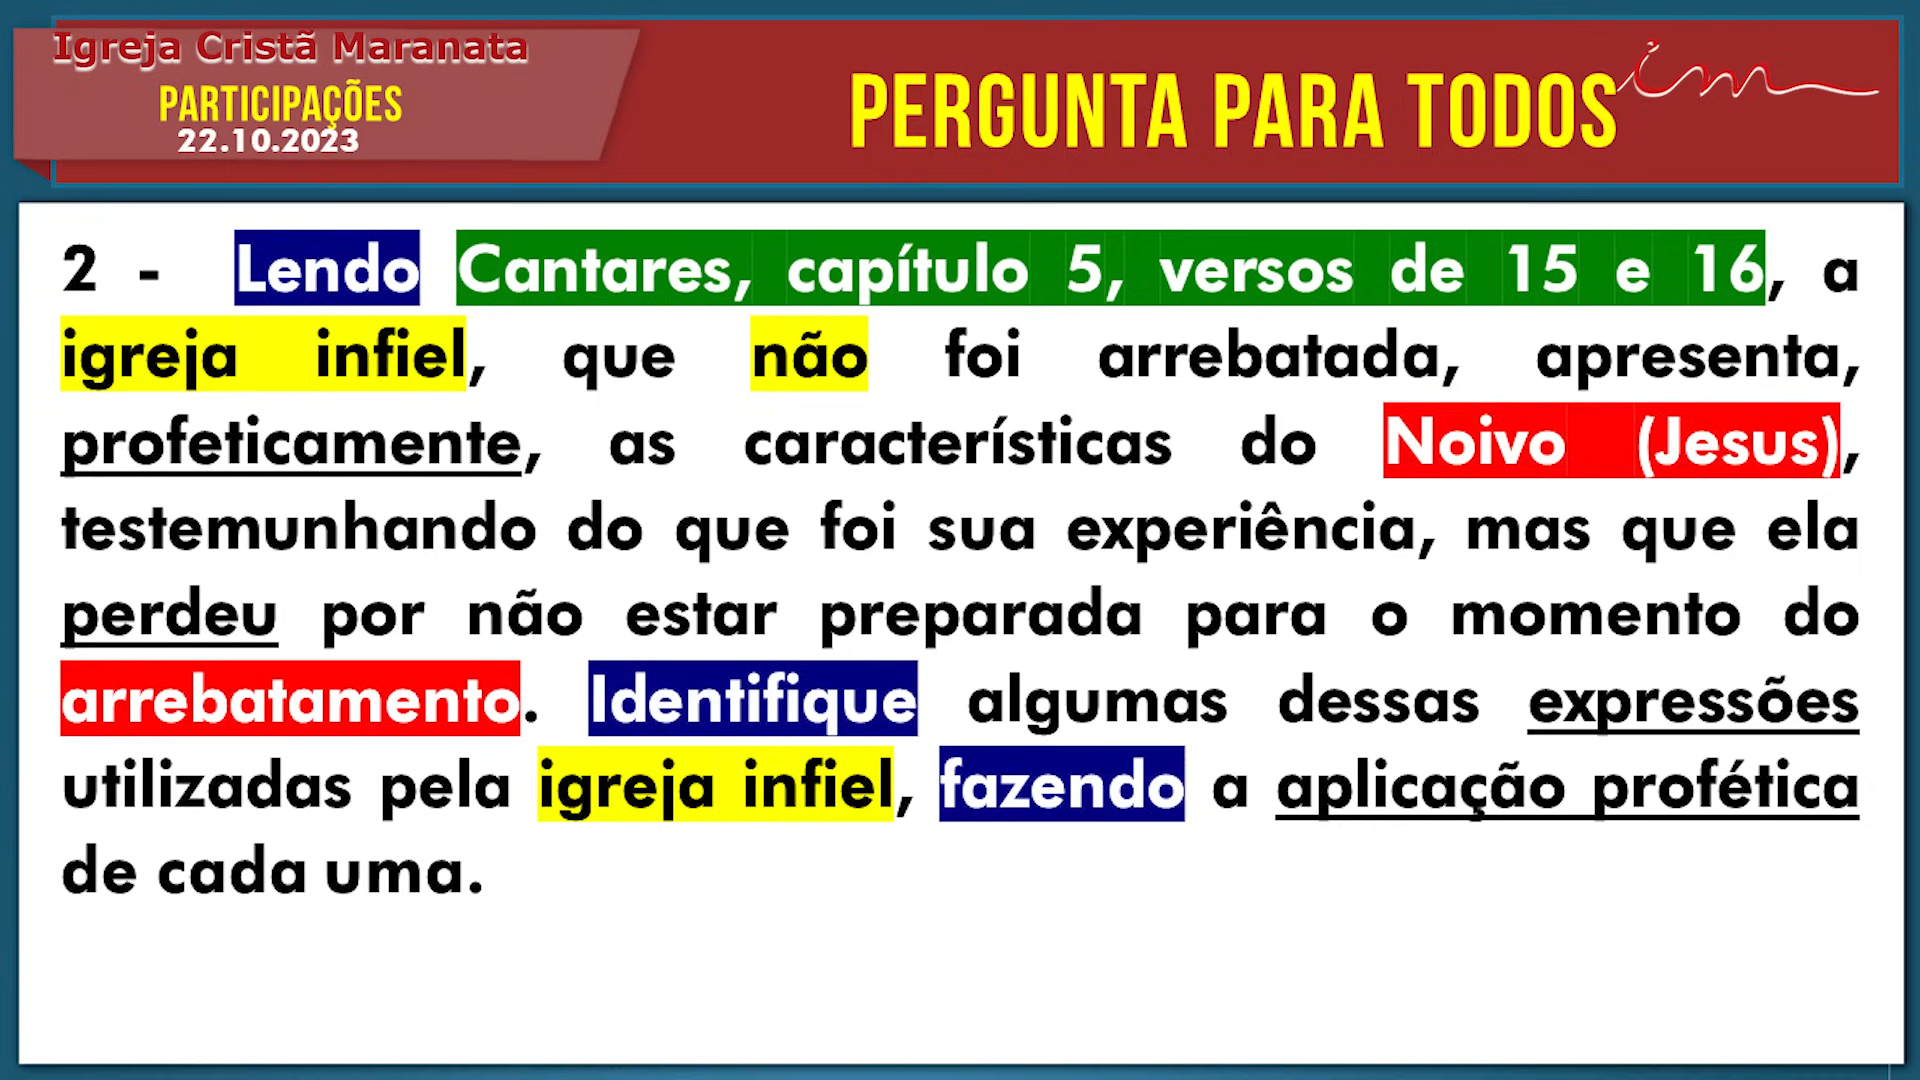 Igreja Cristã Maranata
PARTICIPAÇÕES
22.10.2023
PERGUNTA PARA TODOS
im
2 - Lendo Cantares, capítulo 5, versos de 15 e 16, a
igreja infiel, que não foi arrebatada, apresenta,
profeticamente, as características do Noivo (Jesus),
testemunhando do que foi sua experiência, mas que ela
perdeu por não estar preparada para o momento do
arrebatamento. Identifique algumas dessas expressões
utilizadas pela igreja infiel, fazendo a aplicação profética
de cada uma.